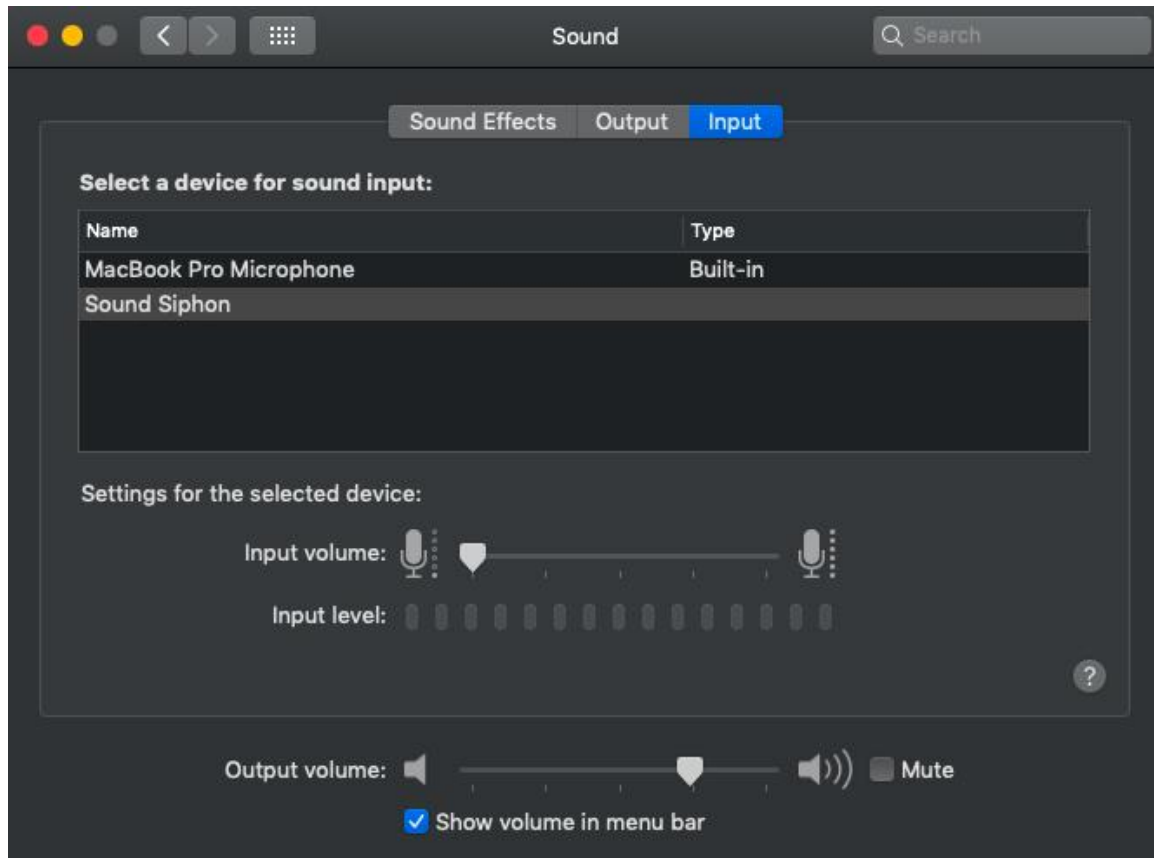 Sound
Search
Sound Effects Output Input
Select a device for sound input:
Name Type
MacBook Pro Microphone Built-in
Sound Siphon
Settings for the selected device:
Input volume:
Input level:
?
Output volume: Mute
Show volume in menu bar